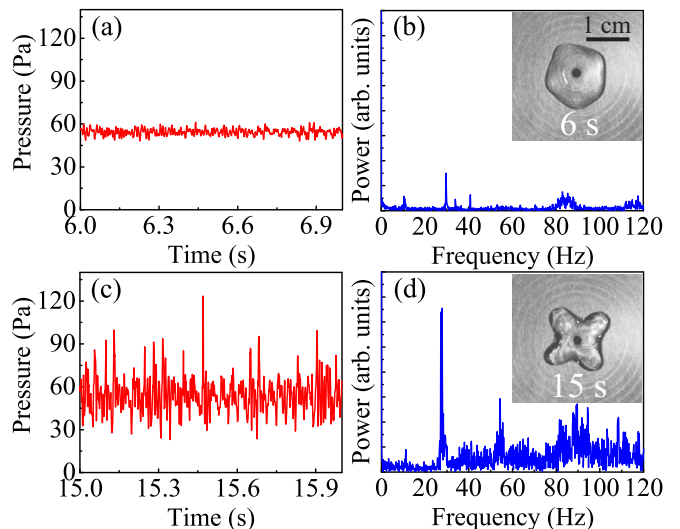 (a)
Pressure (Pa)
120
90
60
30
0
6.0 6.3 6.6 6.9
Time (s)
(b)
Power (arb. units)
1 cm
6 s
0 20 40 60 80 100 120
Frequency (Hz)
(c)
Pressure (Pa)
120
90
60
30
0
15.0 15.3 15.6 15.9
Time (s)
(d)
Power (arb. units)
15 s
0 20 40 60 80 100 120
Frequency (Hz)